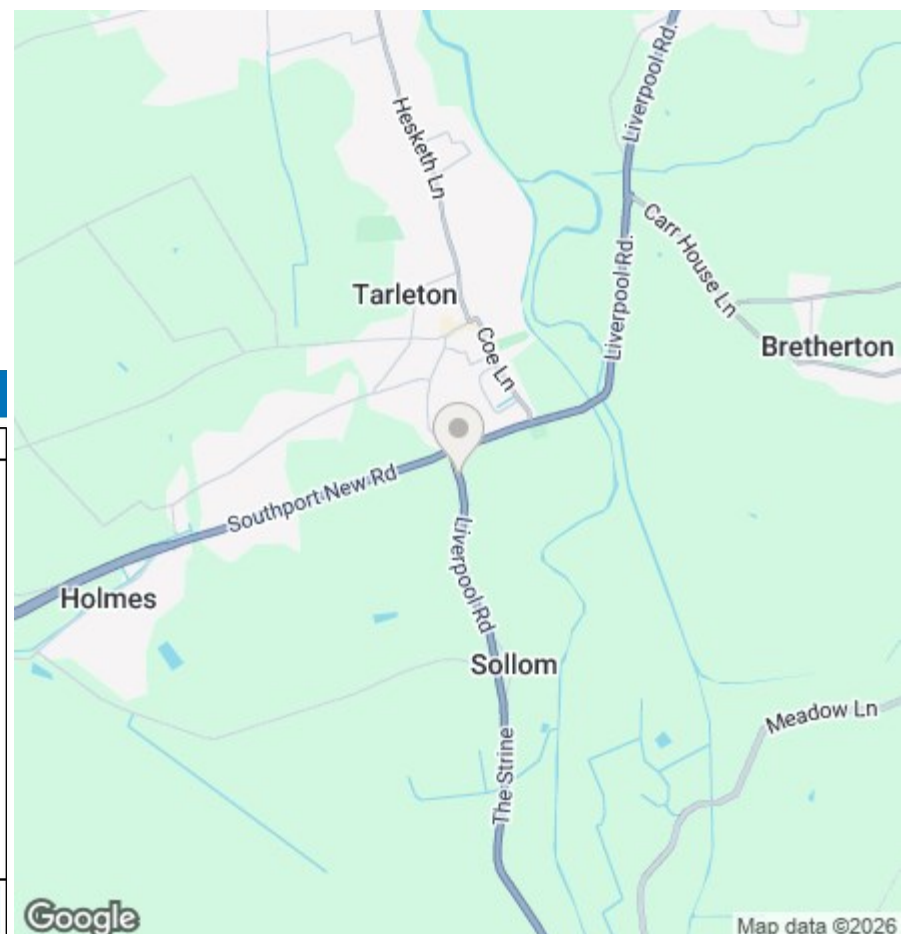 Liverpool Rd
Hesketh Ln
Carr House Ln
Liverpool Rd
Tarleton
Coe Ln
Bretherton
Southport New Rd
Liverpool Rd
Holmes
Sollom
Meadow Ln
The Strine
Google
Map data ©2026